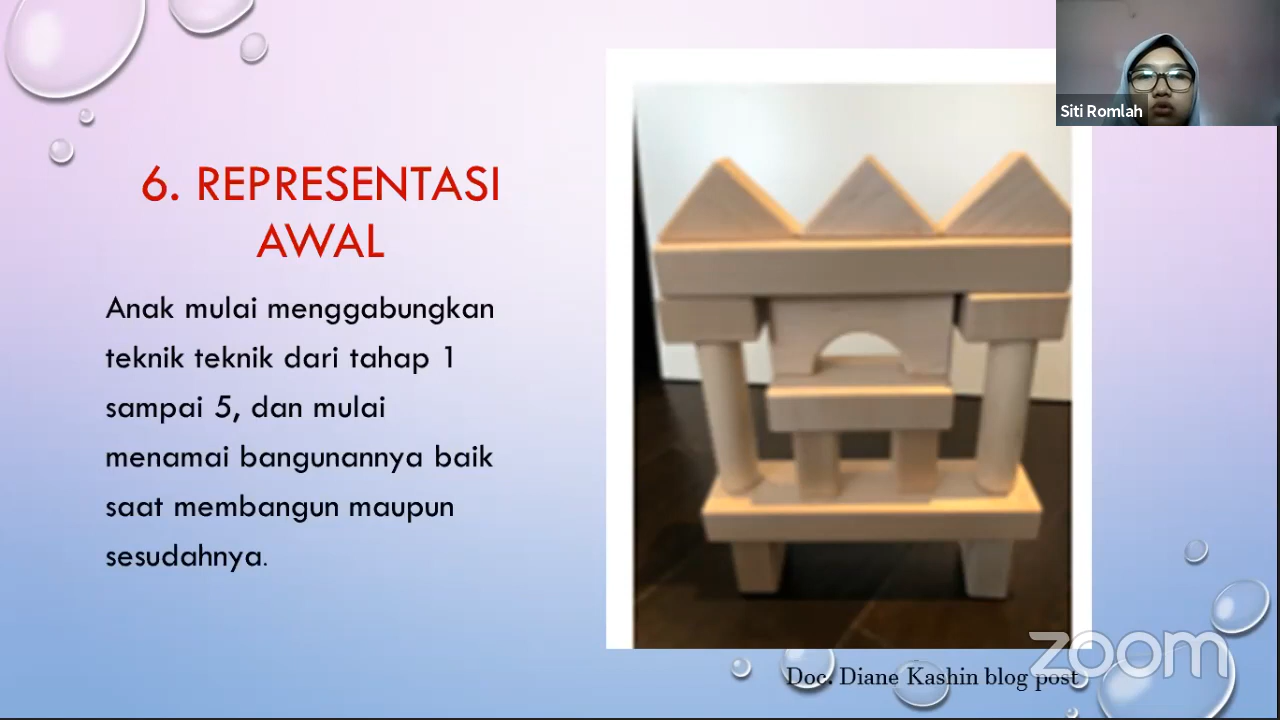 Siti Romlah
6. REPRESENTASI
AWAL
Anak mulai menggabungkan
teknik teknik dari tahap 1
sampai 5, dan mulai
menamai bangunannya baik
saat membangun maupun
sesudahnya.
Doc. Diane Kashin blog post
zoom